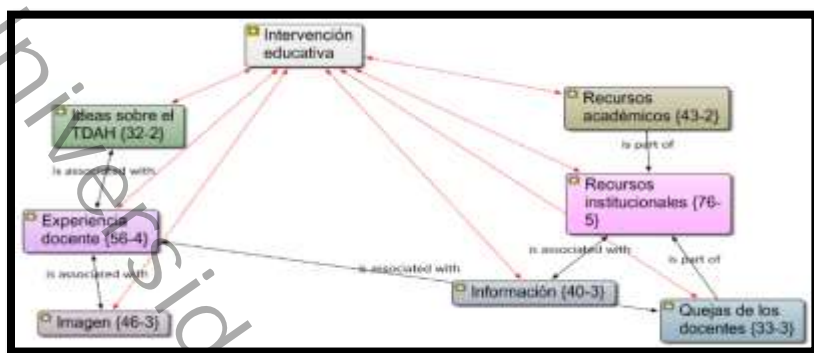 Intervención
educativa
Ideas sobre el
TDAH {32-2}
Recursos
académicos {43-2}
is part of
is associated with
Recursos
institucionales {76-
5}
Experiencia
docente {56-4}
is associated with
is associated with
is associated with
is part of
Información {40-3}
Imagen {46-3}
Quejas de los
docentes {33-3}
Universid